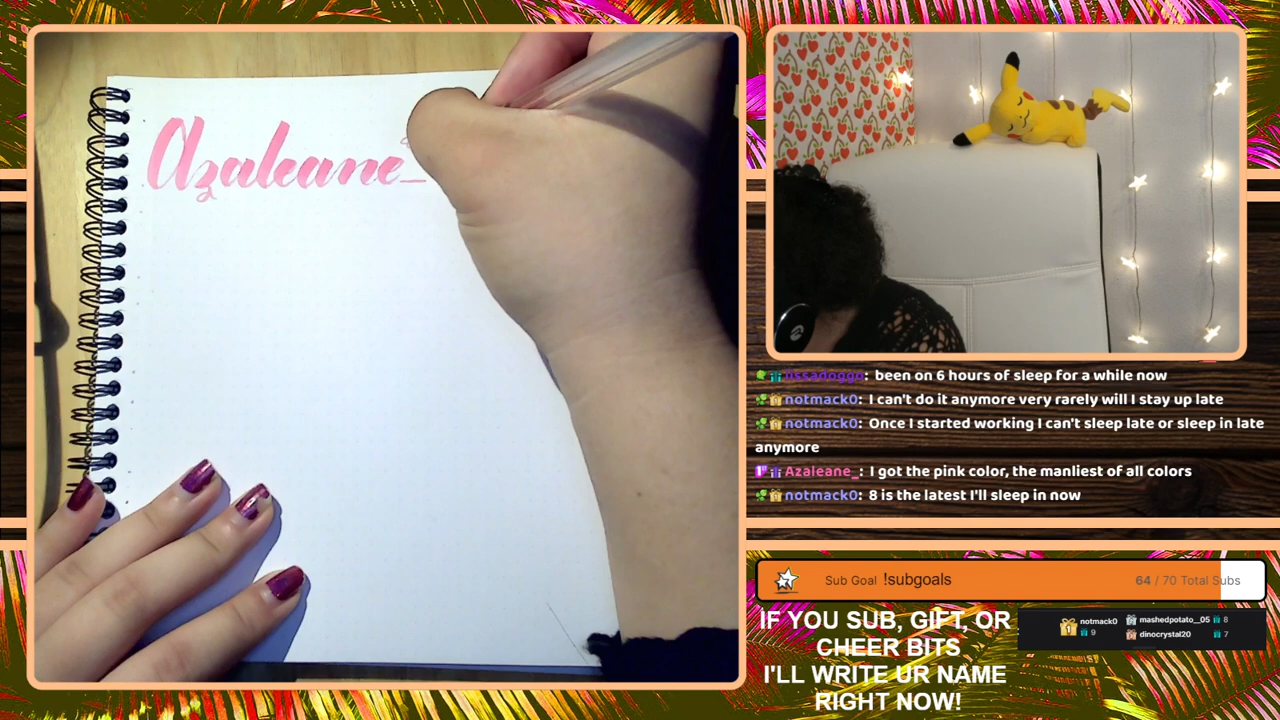 Azaleane_
iissadoggo: been on 6 hours of sleep for a while now
notmack0: I can't do it anymore very rarely will I stay up late
notmack0: Once I started working I can't sleep late or sleep in late
anymore
Azaleane_: I got the pink color, the manliest of all colors
notmack0: 8 is the latest I'll sleep in now
Sub Goal !subgoals 64 / 70 Total Subs
IF YOU SUB, GIFT, OR
CHEER BITS
I'LL WRITE UR NAME
RIGHT NOW!
1 notmack0 9
mashedpotato__05 8
dinocrystal20 7